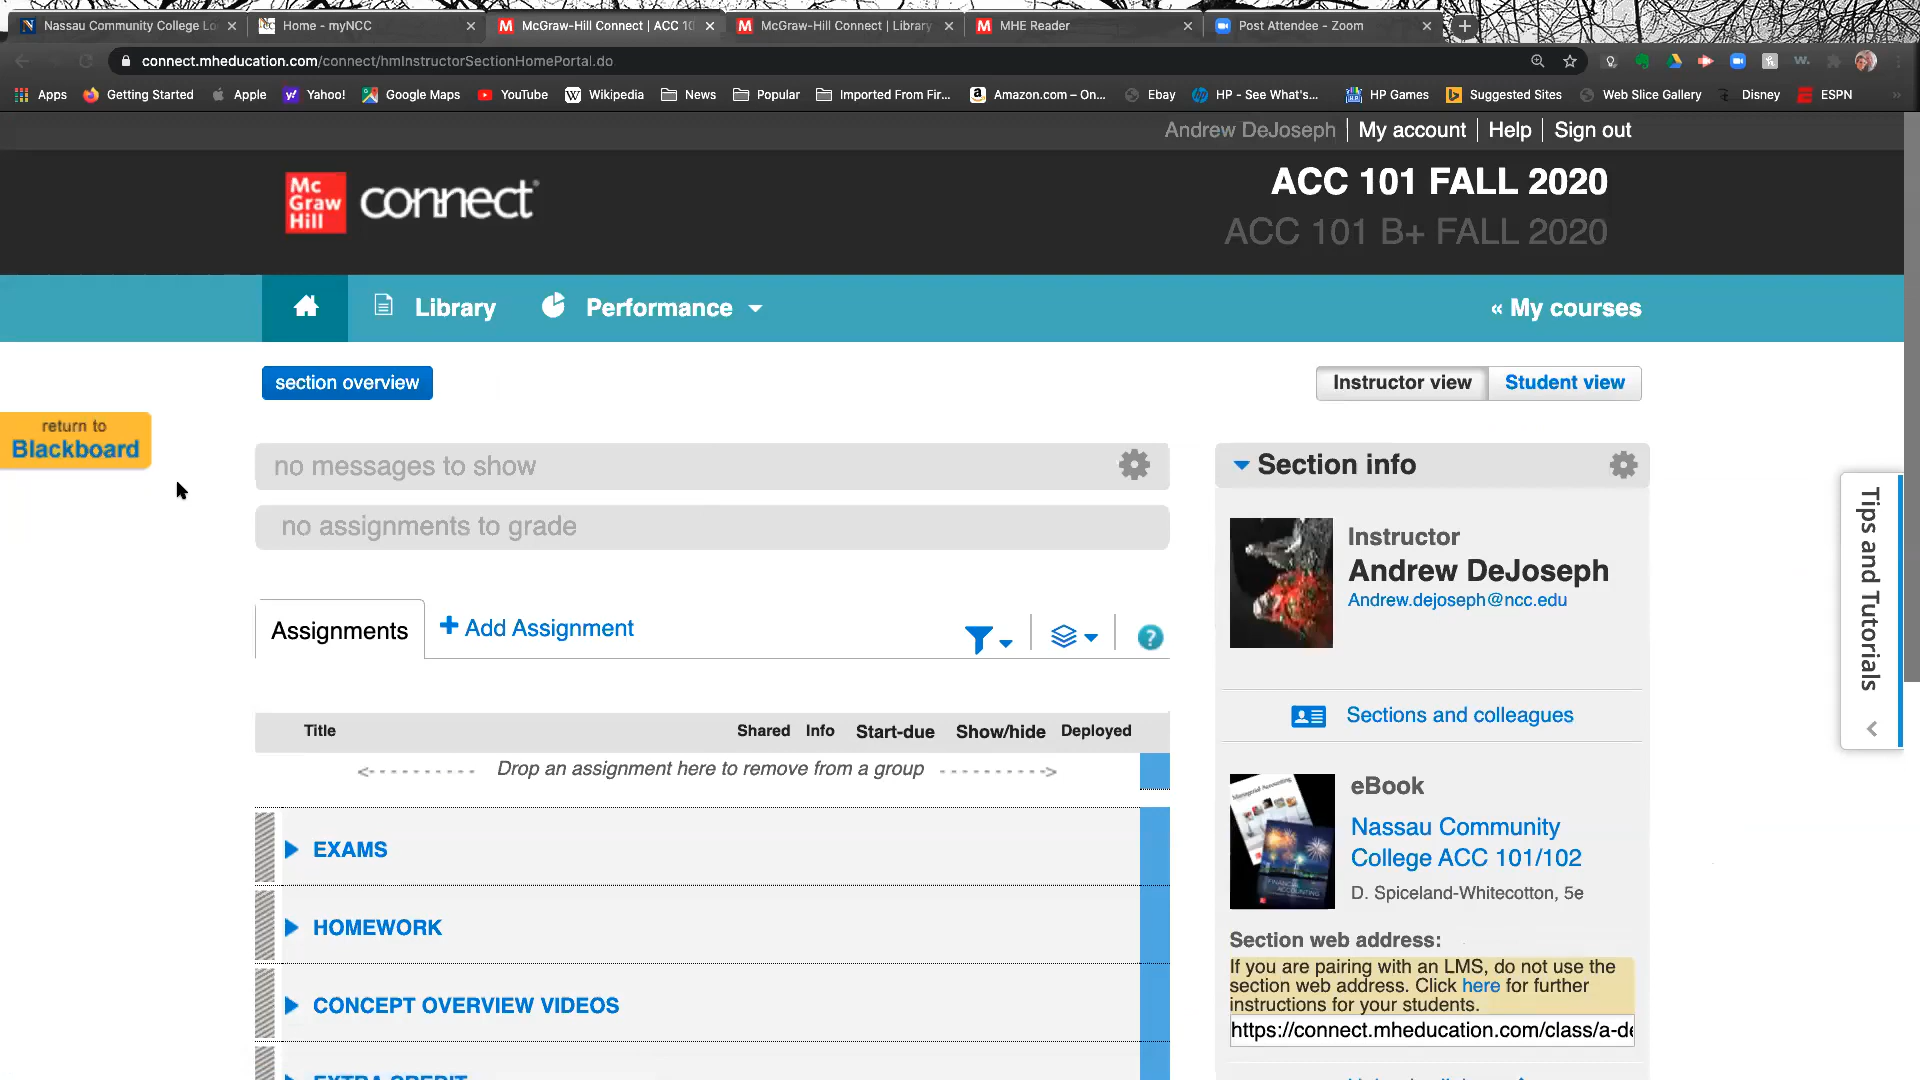 Nassau Community College Lo
Home - myNCC
McGraw-Hill Connect | ACC 10
McGraw-Hill Connect | Library
MHE Reader
Post Attendee - Zoom
connect.mheducation.com/connect/hmInstructorSectionHomePortal.do
Apps
Getting Started
Apple
Yahoo!
Google Maps
YouTube
Wikipedia
News
Popular
Imported From Fir...
Amazon.com – On...
Ebay
HP - See What's...
HP Games
Suggested Sites
Web Slice Gallery
Disney
ESPN
Andrew DeJoseph
My account
Help
Sign out
Mc
Graw
Hill
connect
ACC 101 FALL 2020
ACC 101 B+ FALL 2020
Library
Performance
« My courses
section overview
Instructor view
Student view
return to
Blackboard
no messages to show
no assignments to grade
Assignments
+ Add Assignment
?
Title
Shared
Info
Start-due
Show/hide
Deployed
<---------- Drop an assignment here to remove from a group ---------->
EXAMS
HOMEWORK
CONCEPT OVERVIEW VIDEOS
EXTRA CREDIT
Section info
Instructor
Andrew DeJoseph
Andrew.dejoseph@ncc.edu
Sections and colleagues
Managerial Accounting
FINANCIAL ACCOUNTING
eBook
Nassau Community
College ACC 101/102
D. Spiceland-Whitecotton, 5e
Section web address:
If you are pairing with an LMS, do not use the
section web address. Click here for further
instructions for your students.
https://connect.mheducation.com/class/a-de
Tips and Tutorials